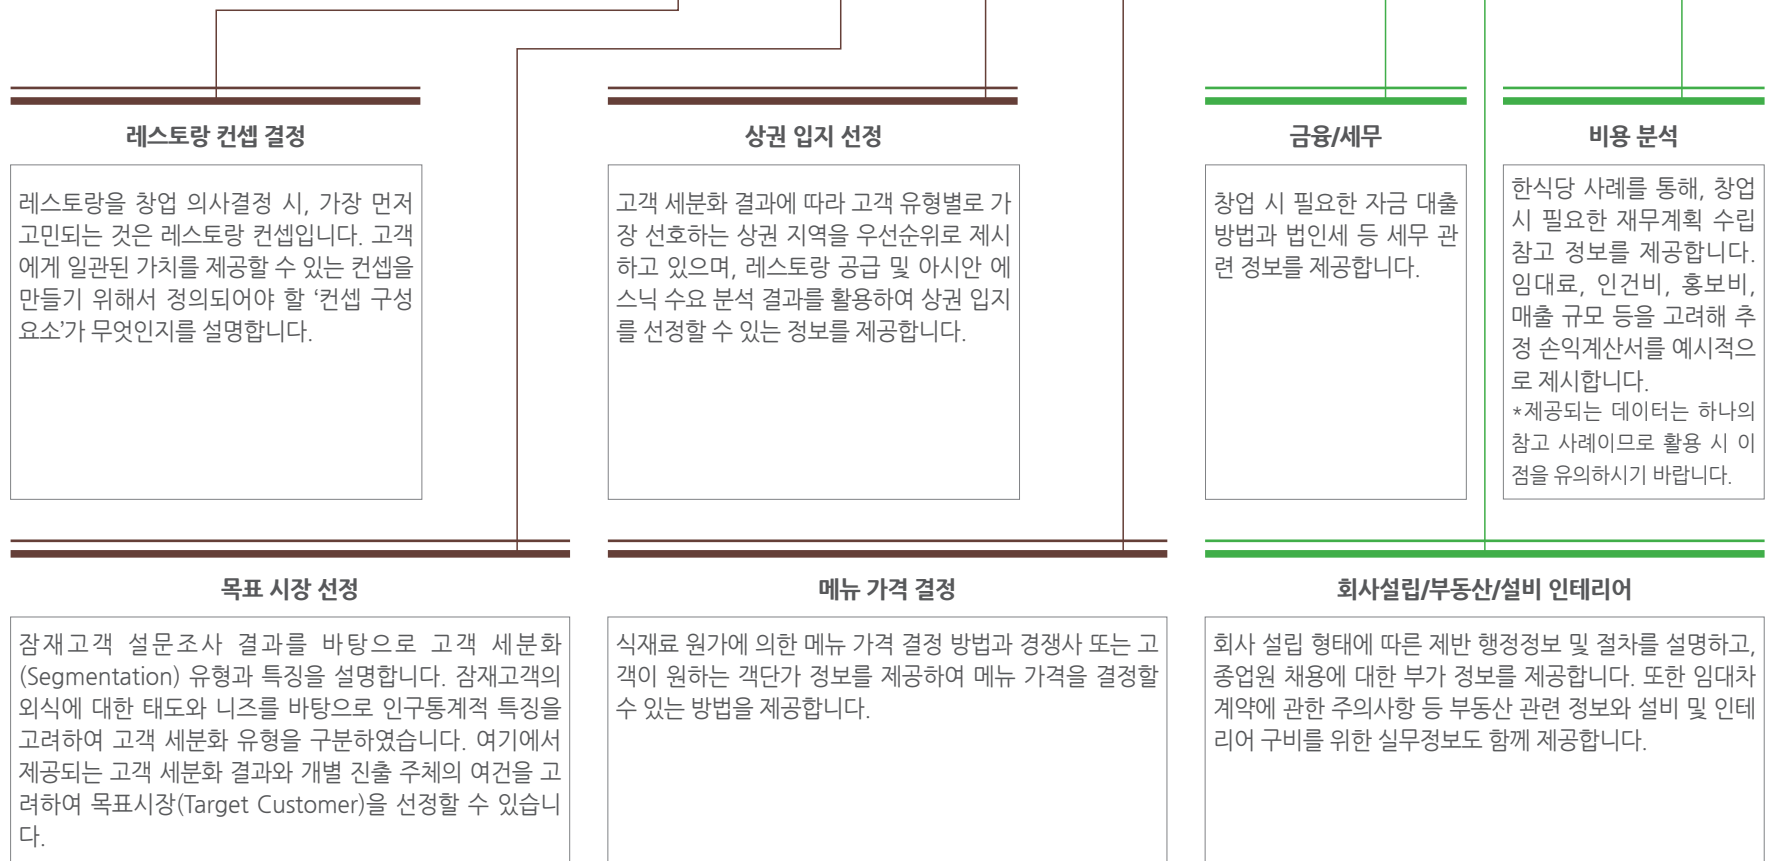 레스토랑 컨셉 결정
레스토랑을 창업 의사결정 시, 가장 먼저
고민되는 것은 레스토랑 컨셉입니다. 고객
에게 일관된 가치를 제공할 수 있는 컨셉을
만들기 위해서 정의되어야 할 ‘컨셉 구성
요소’가 무엇인지를 설명합니다.
상권 입지 선정
고객 세분화 결과에 따라 고객 유형별로 가
장 선호하는 상권 지역을 우선순위로 제시
하고 있으며, 레스토랑 공급 및 아시안 에
스닉 수요 분석 결과를 활용하여 상권 입지
를 선정할 수 있는 정보를 제공합니다.
금융/세무
창업 시 필요한 자금 대출
방법과 법인세 등 세무 관
련 정보를 제공합니다.
비용 분석
한식당 사례를 통해, 창업
시 필요한 재무계획 수립
참고 정보를 제공합니다.
임대료, 인건비, 홍보비,
매출 규모 등을 고려해 추
정 손익계산서를 예시적으
로 제시합니다.
*제공되는 데이터는 하나의
참고 사례이므로 활용 시 이
점을 유의하시기 바랍니다.
목표 시장 선정
잠재고객 설문조사 결과를 바탕으로 고객 세분화
(Segmentation) 유형과 특징을 설명합니다. 잠재고객의
외식에 대한 태도와 니즈를 바탕으로 인구통계적 특징을
고려하여 고객 세분화 유형을 구분하였습니다. 여기에서
제공되는 고객 세분화 결과와 개별 진출 주체의 여건을 고
려하여 목표시장(Target Customer)을 선정할 수 있습니
다.
메뉴 가격 결정
식재료 원가에 의한 메뉴 가격 결정 방법과 경쟁사 또는 고
객이 원하는 객단가 정보를 제공하여 메뉴 가격을 결정할
수 있는 방법을 제공합니다.
회사설립/부동산/설비 인테리어
회사 설립 형태에 따른 제반 행정정보 및 절차를 설명하고,
종업원 채용에 대한 부가 정보를 제공합니다. 또한 임대차
계약에 관한 주의사항 등 부동산 관련 정보와 설비 및 인테
리어 구비를 위한 실무정보도 함께 제공합니다.